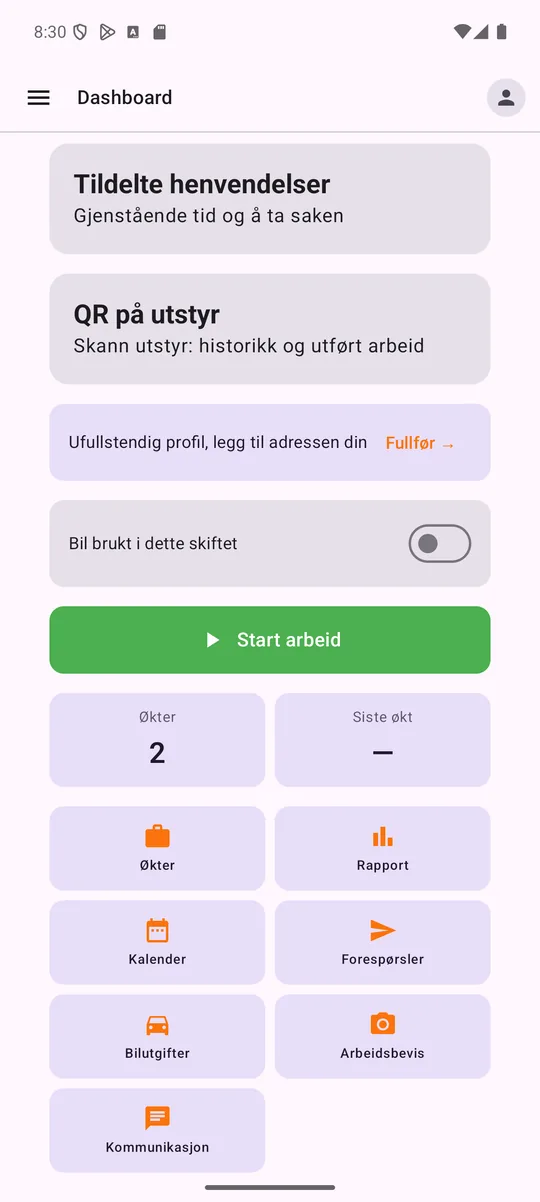 8:30
Dashboard
Tildelte henvendelser
Gjenstående tid og å ta saken
QR på utstyr
Skann utstyr: historikk og utført arbeid
Ufullstendig profil, legg til adressen din Fullfør →
Bil brukt i dette skiftet
Start arbeid
Økter
2
Siste økt
—
Økter
Rapport
Kalender
Forespørsler
Bilutgifter
Arbeidsbevis
Kommunikasjon